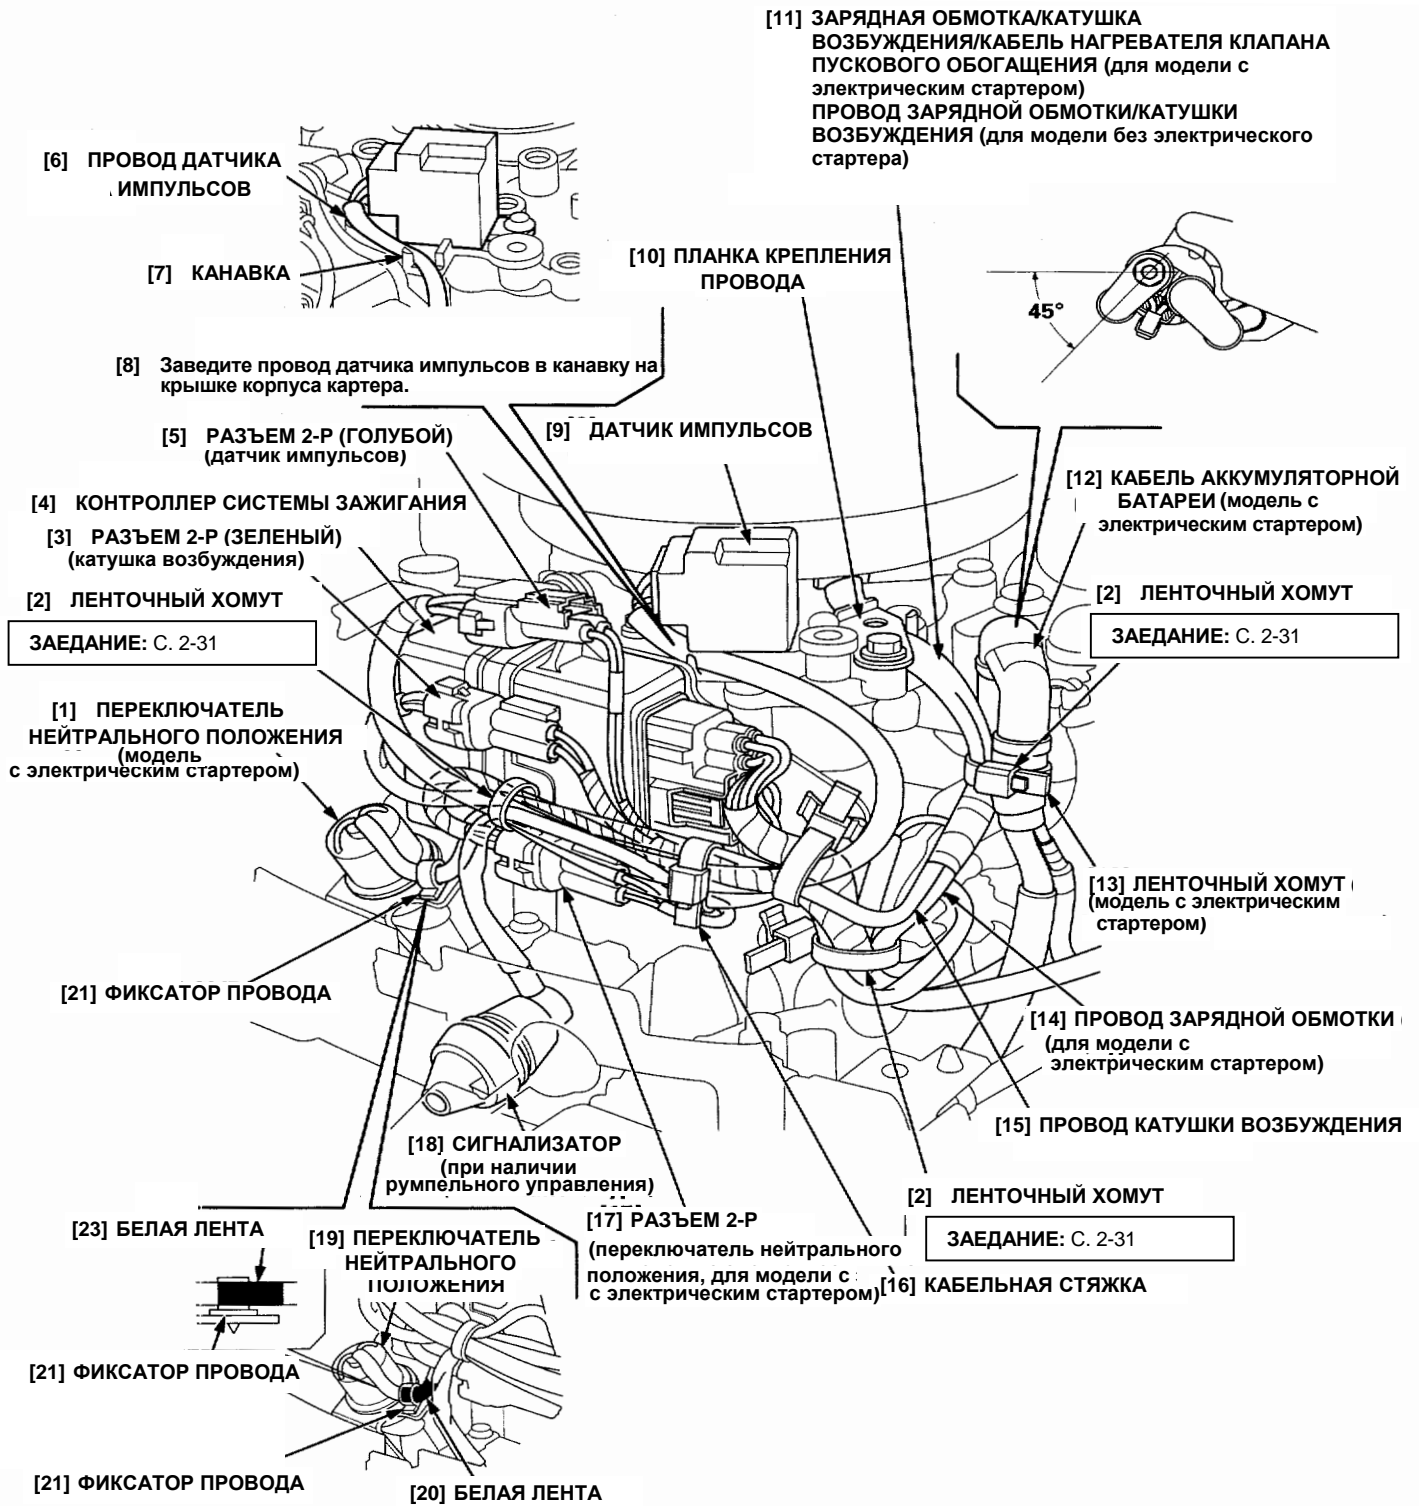 [11] ЗАРЯДНАЯ ОБМОТКА/КАТУШКА
ВОЗБУЖДЕНИЯ/КАБЕЛЬ НАГРЕВАТЕЛЯ КЛАПАНА
ПУСКОВОГО ОБОГАЩЕНИЯ (для модели с
электрическим стартером)
ПРОВОД ЗАРЯДНОЙ ОБМОТКИ/КАТУШКИ
ВОЗБУЖДЕНИЯ (для модели без электрического
стартера)
[6] ПРОВОД ДАТЧИКА
ИМПУЛЬСОВ
[7] КАНАВКА
[10] ПЛАНКА КРЕПЛЕНИЯ
ПРОВОДА
45°
[8] Заведите провод датчика импульсов в канавку на
крышке корпуса картера.
[9] ДАТЧИК ИМПУЛЬСОВ
[5] РАЗЪЕМ 2-Р (ГОЛУБОЙ)
(датчик импульсов)
[4] КОНТРОЛЛЕР СИСТЕМЫ ЗАЖИГАНИЯ
[3] РАЗЪЕМ 2-Р (ЗЕЛЕНЫЙ)
(катушка возбуждения)
[2] ЛЕНТОЧНЫЙ ХОМУТ
ЗАЕДАНИЕ: С. 2-31
[1] ПЕРЕКЛЮЧАТЕЛЬ
НЕЙТРАЛЬНОГО ПОЛОЖЕНИЯ
(модель
с электрическим стартером)
[12] КАБЕЛЬ АККУМУЛЯТОРНОЙ
БАТАРЕИ (модель с
электрическим стартером)
[2] ЛЕНТОЧНЫЙ ХОМУТ
ЗАЕДАНИЕ: С. 2-31
[13] ЛЕНТОЧНЫЙ ХОМУТ
(модель с электрическим
стартером)
[21] ФИКСАТОР ПРОВОДА
[14] ПРОВОД ЗАРЯДНОЙ ОБМОТКИ
(для модели с
электрическим стартером)
[15] ПРОВОД КАТУШКИ ВОЗБУЖДЕНИЯ
[18] СИГНАЛИЗАТОР
(при наличии
румпельного управления)
[2] ЛЕНТОЧНЫЙ ХОМУТ
ЗАЕДАНИЕ: С. 2-31
[23] БЕЛАЯ ЛЕНТА
[19] ПЕРЕКЛЮЧАТЕЛЬ
НЕЙТРАЛЬНОГО
ПОЛОЖЕНИЯ
[17] РАЗЪЕМ 2-Р
(переключатель нейтрального
положения, для модели с
с электрическим стартером)
[16] КАБЕЛЬНАЯ СТЯЖКА
[21] ФИКСАТОР ПРОВОДА
[21] ФИКСАТОР ПРОВОДА
[20] БЕЛАЯ ЛЕНТА